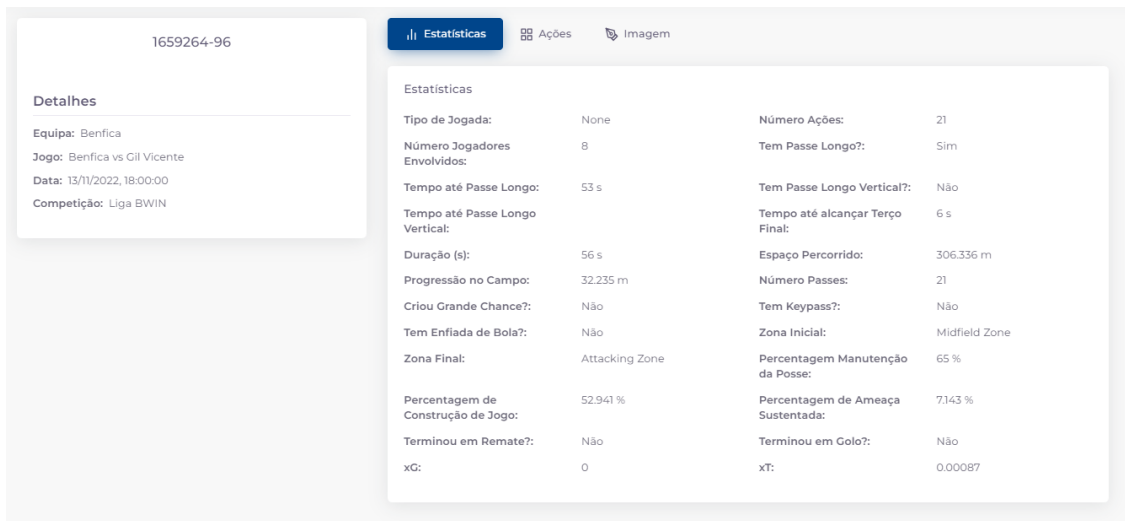 1659264-96
Detalhes
Equipa: Benfica
Jogo: Benfica vs Gil Vicente
Data: 13/11/2022, 18:00:00
Competição: Liga BWIN
Estatísticas Ações Imagem
Estatísticas
Tipo de Jogada: None Número Ações: 21
Número Jogadores 8 Tem Passe Longo?: Sim
Envolvidos:
Tempo até Passe Longo: 53 s Tem Passe Longo Vertical?: Não
Tempo até Passe Longo Tempo até alcançar Terço 6 s
Vertical: Final:
Duração (s): 56 s Espaço Percorrido: 306.336 m
Progressão no Campo: 32.235 m Número Passes: 21
Criou Grande Chance?: Não Tem Keypass?: Não
Tem Enfiada de Bola?: Não Zona Inicial: Midfield Zone
Zona Final: Attacking Zone Percentagem Manutenção 65 %
da Posse:
Percentagem de 52.941 % Percentagem de Ameaça 7.143 %
Construção de Jogo: Sustentada:
Terminou em Remate?: Não Terminou em Golo?: Não
xG: 0 xT: 0.00087